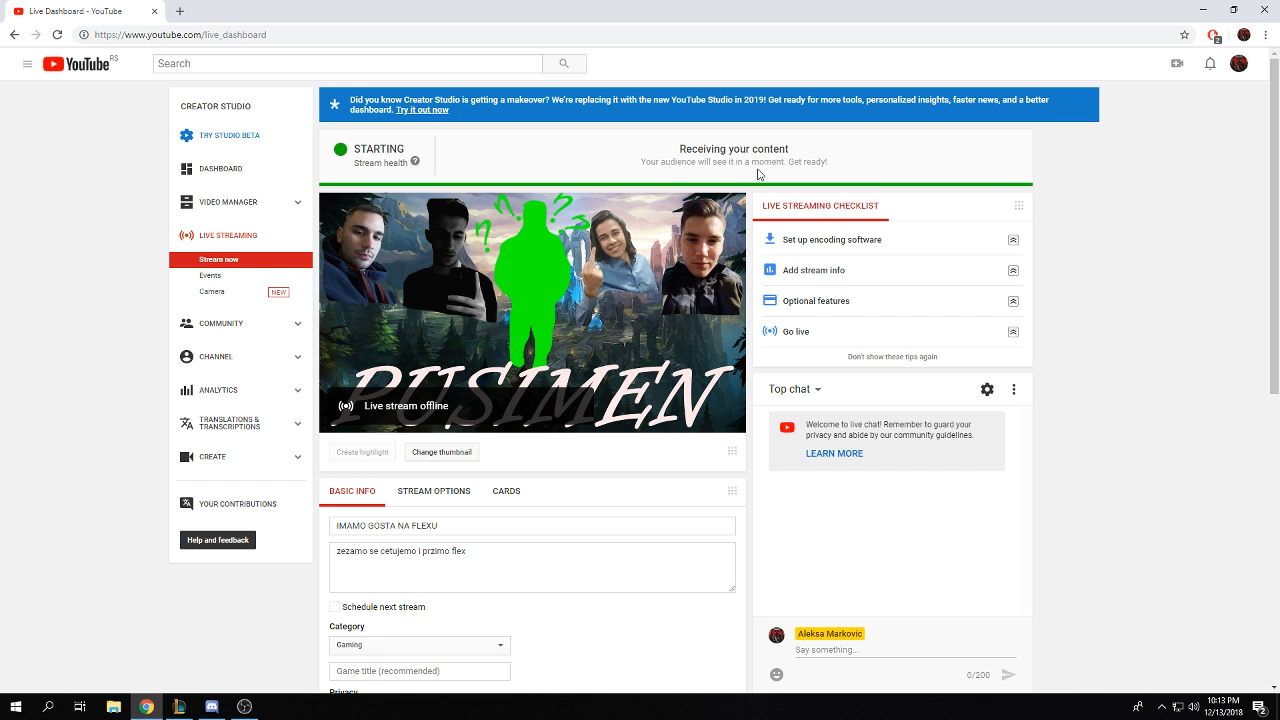 Live Dashboard - YouTube
https://www.youtube.com/live_dashboard
2
YouTube RS
Search
CREATOR STUDIO
TRY STUDIO BETA
DASHBOARD
VIDEO MANAGER
LIVE STREAMING
Stream now
Events
Camera NEW
COMMUNITY
CHANNEL
ANALYTICS
TRANSLATIONS &
TRANSCRIPTIONS
CREATE
YOUR CONTRIBUTIONS
Help and feedback
Did you know Creator Studio is getting a makeover? We're replacing it with the new YouTube Studio in 2019! Get ready for more tools, personalized insights, faster news, and a better
dashboard. Try it out now
STARTING
Stream health ?
Receiving your content
Your audience will see it in a moment. Get ready!
? ? ? ?
PUSIMEN
Live stream offline
Create highlight Change thumbnail
BASIC INFO STREAM OPTIONS CARDS
IMAMO GOSTA NA FLEXU
zezamo se cetujemo i przimo flex
Schedule next stream
Category
Gaming
Game title (recommended)
Privacy
LIVE STREAMING CHECKLIST
Set up encoding software
Add stream info
Optional features
Go live
Don't show these tips again
Top chat
Welcome to live chat! Remember to guard your
privacy and abide by our community guidelines.
LEARN MORE
Aleksa Markovic
Say something...
0/200
10:13 PM
12/13/2018
2